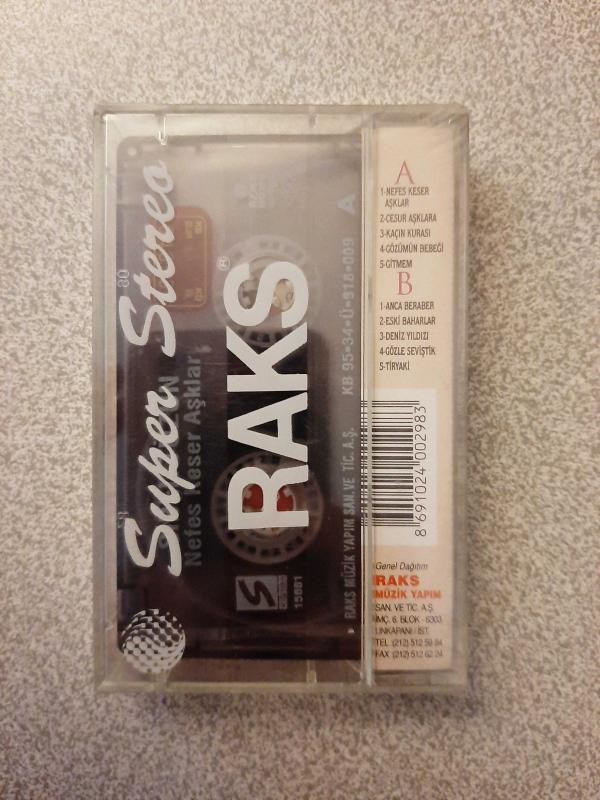 Super Stereo
RAKS®
Nefes Keser Aşklar
60
15681
A
RAKS MÜZİK YAPIM SAN.VE TİC. A.Ş. KB 95•34•Ü•918•009
A
1-NEFES KESER
AŞKLAR
2-CESUR AŞKLARA
3-KAÇIN KURASI
4-GÖZÜMÜN BEBEĞİ
5-GİTMEM
B
1-ANCA BERABER
2-ESKİ BAHARLAR
3-DENİZ YILDIZI
4-GÖZLE SEVİŞTİK
5-TİRYAKİ
8 691024 002983
Genel Dağıtım
RAKS
MÜZİK YAPIM
SAN. VE TİC. A.Ş.
İMÇ. 6. BLOK - 6303
UNKAPANI / İST.
TEL. (212) 512 59 84
FAX (212) 512 62 24